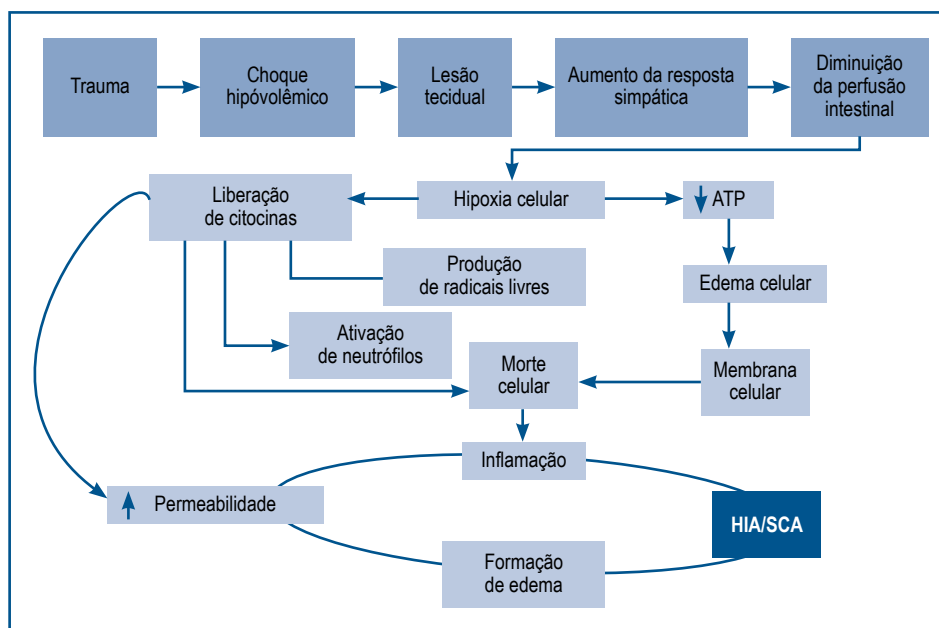 Trauma
Choque
hipóvolêmico
Lesão
tecidual
Aumento da resposta
simpática
Diminuição
da perfusão
intestinal
Liberação
de citocinas
Hipoxia celular
ATP
Produção
de radicais livres
Edema celular
Ativação
de neutrófilos
Morte
celular
Membrana
celular
Inflamação
Permeabilidade
HIA/SCA
Formação
de edema